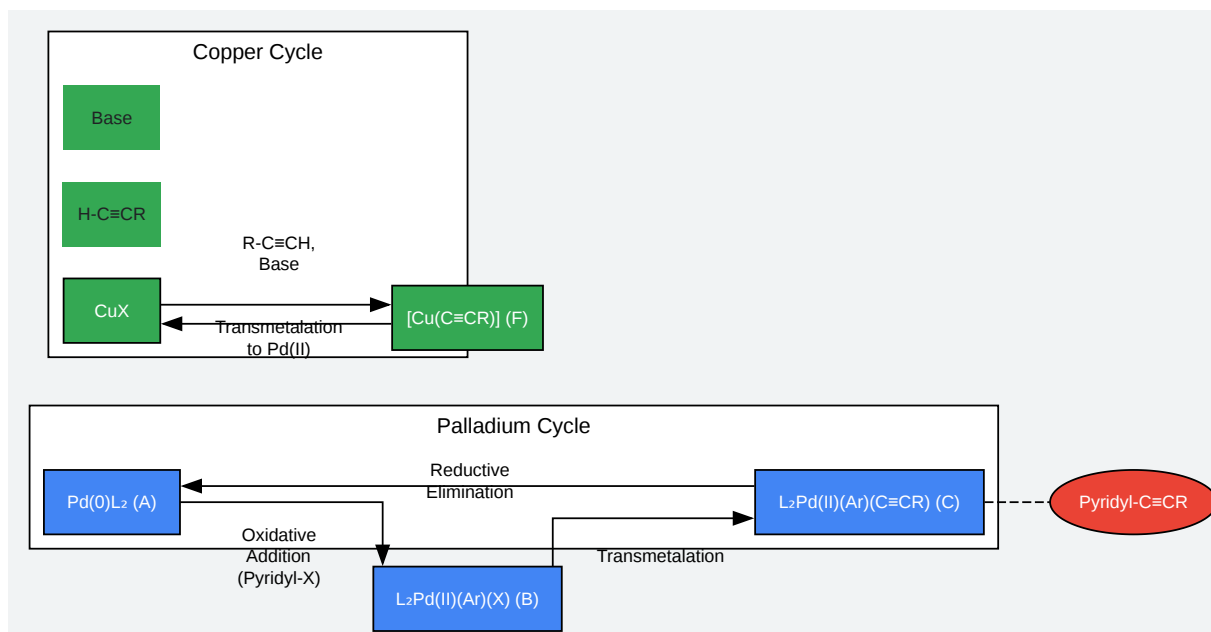 Copper Cycle
Base
H-C≡CR
R-C≡CH,
Base
CuX
[Cu(C≡CR)] (F)
Transmetalation
to Pd(II)
Palladium Cycle
Reductive
Elimination
Pd(0)L₂ (A)
L₂Pd(II)(Ar)(C≡CR) (C)
Pyridyl-C≡CR
Oxidative
Addition
(Pyridyl-X)
Transmetalation
L₂Pd(II)(Ar)(X) (B)